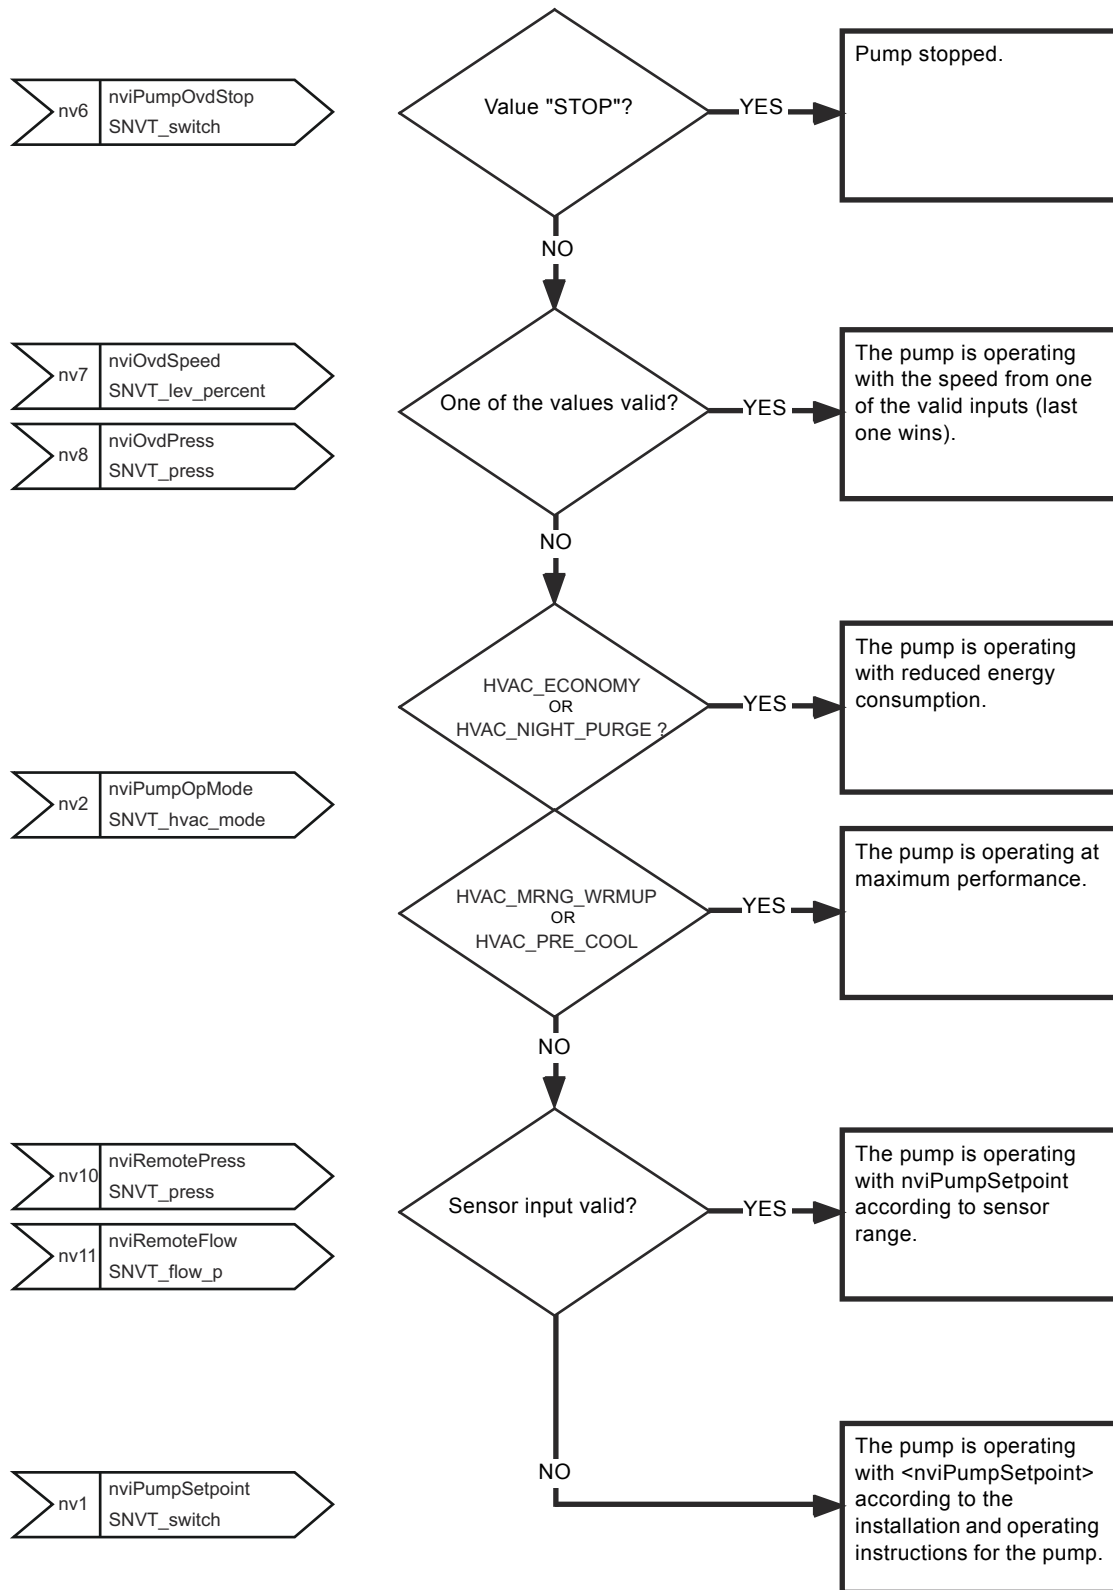 nv6
nviPumpOvdStop
SNVT_switch
Value "STOP"?
YES
Pump stopped.
NO
nv7
nviOvdSpeed
SNVT_lev_percent
nv8
nviOvdPress
SNVT_press
One of the values valid?
YES
The pump is operating
with the speed from one
of the valid inputs (last
one wins).
NO
HVAC_ECONOMY
OR
HVAC_NIGHT_PURGE ?
YES
The pump is operating
with reduced energy
consumption.
nv2
nviPumpOpMode
SNVT_hvac_mode
HVAC_MRNG_WRMUP
OR
HVAC_PRE_COOL
YES
The pump is operating at
maximum performance.
NO
nv10
nviRemotePress
SNVT_press
nv11
nviRemoteFlow
SNVT_flow_p
Sensor input valid?
YES
The pump is operating
with nviPumpSetpoint
according to sensor
range.
NO
nv1
nviPumpSetpoint
SNVT_switch
The pump is operating
with <nviPumpSetpoint>
according to the
installation and operating
instructions for the pump.